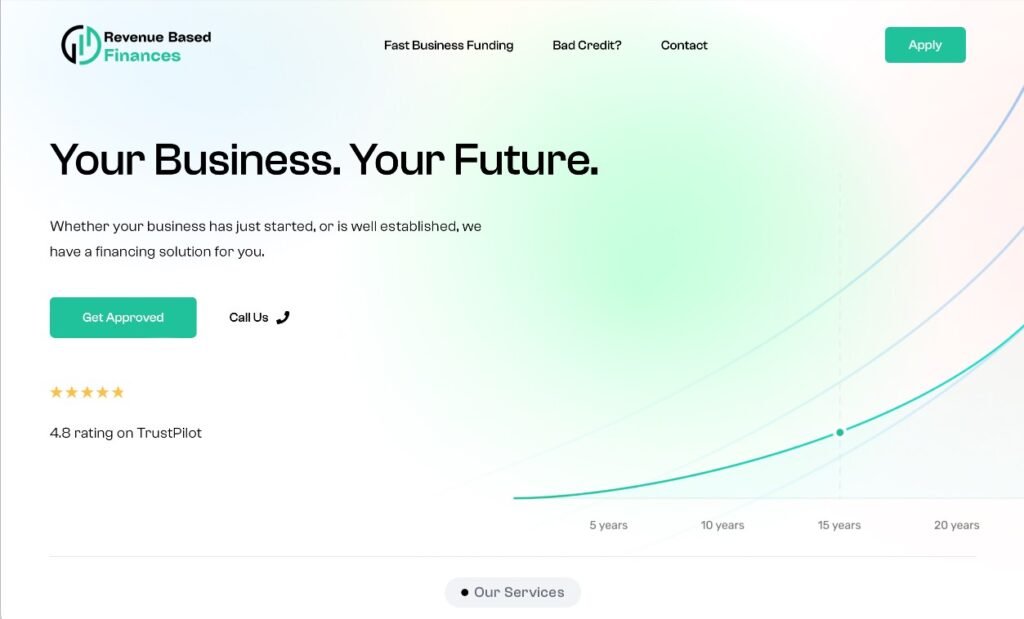 Revenue Based
Finances
Fast Business Funding
Bad Credit?
Contact
Apply
Your Business. Your Future.
Whether your business has just started, or is well established, we
have a financing solution for you.
Get Approved
Call Us
4.8 rating on TrustPilot
5 years
10 years
15 years
20 years
Our Services